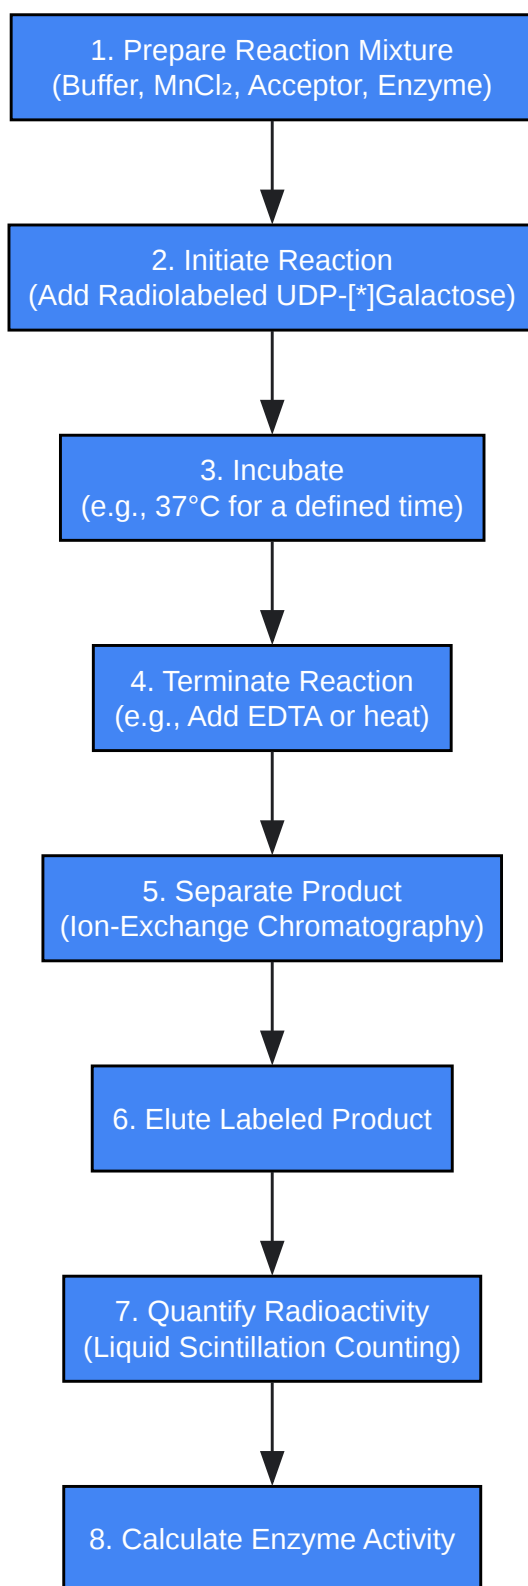 1. Prepare Reaction Mixture
(Buffer, MnCl₂, Acceptor, Enzyme)
2. Initiate Reaction
(Add Radiolabeled UDP-[*]Galactose)
3. Incubate
(e.g., 37°C for a defined time)
4. Terminate Reaction
(e.g., Add EDTA or heat)
5. Separate Product
(Ion-Exchange Chromatography)
6. Elute Labeled Product
7. Quantify Radioactivity
(Liquid Scintillation Counting)
8. Calculate Enzyme Activity